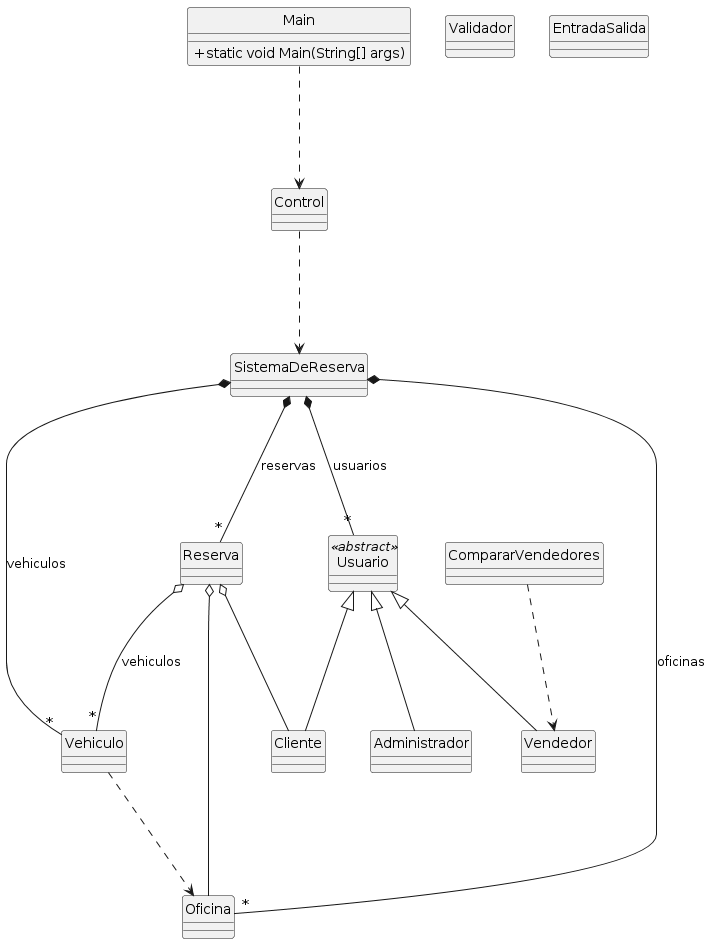 Main
+static void Main(String[] args)
Validador
EntradaSalida
Control
SistemaDeReserva
reservas
usuarios
*
*
vehiculos
Reserva
«abstract»
Usuario
CompararVendedores
vehiculos
oficinas
*
*
Vehiculo
Cliente
Administrador
Vendedor
Oficina
*